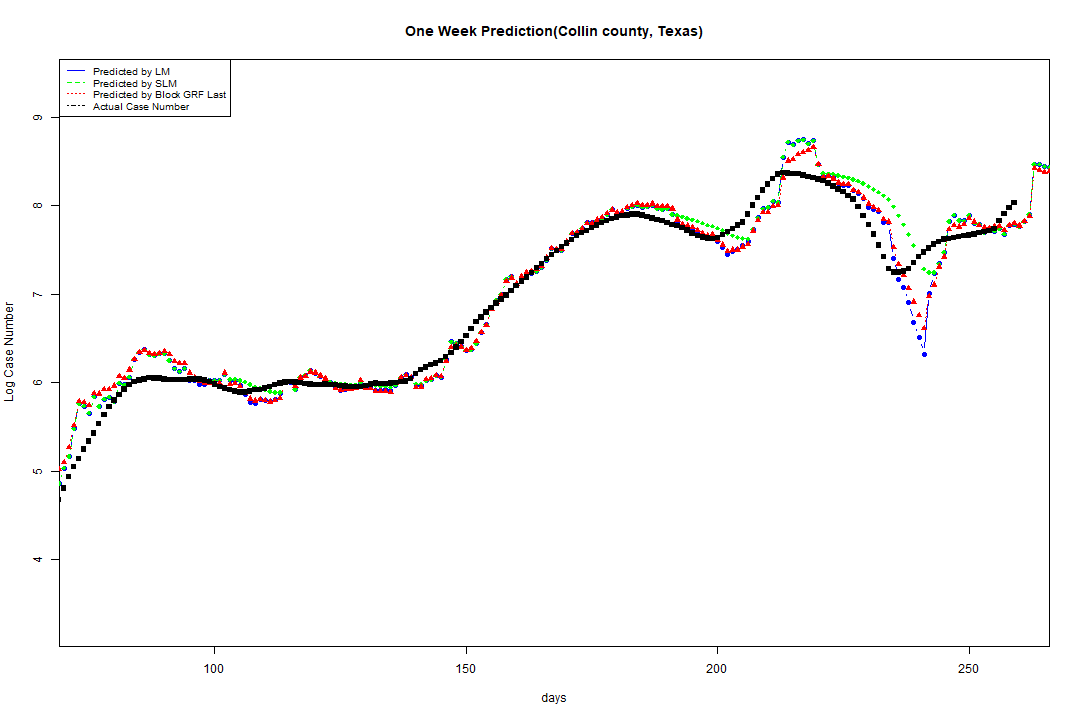 One Week Prediction(Collin county, Texas)
Predicted by LM
Predicted by SLM
Predicted by Block GRF Last
Actual Case Number
Log Case Number
9
8
7
6
5
4
100 150 200 250
days